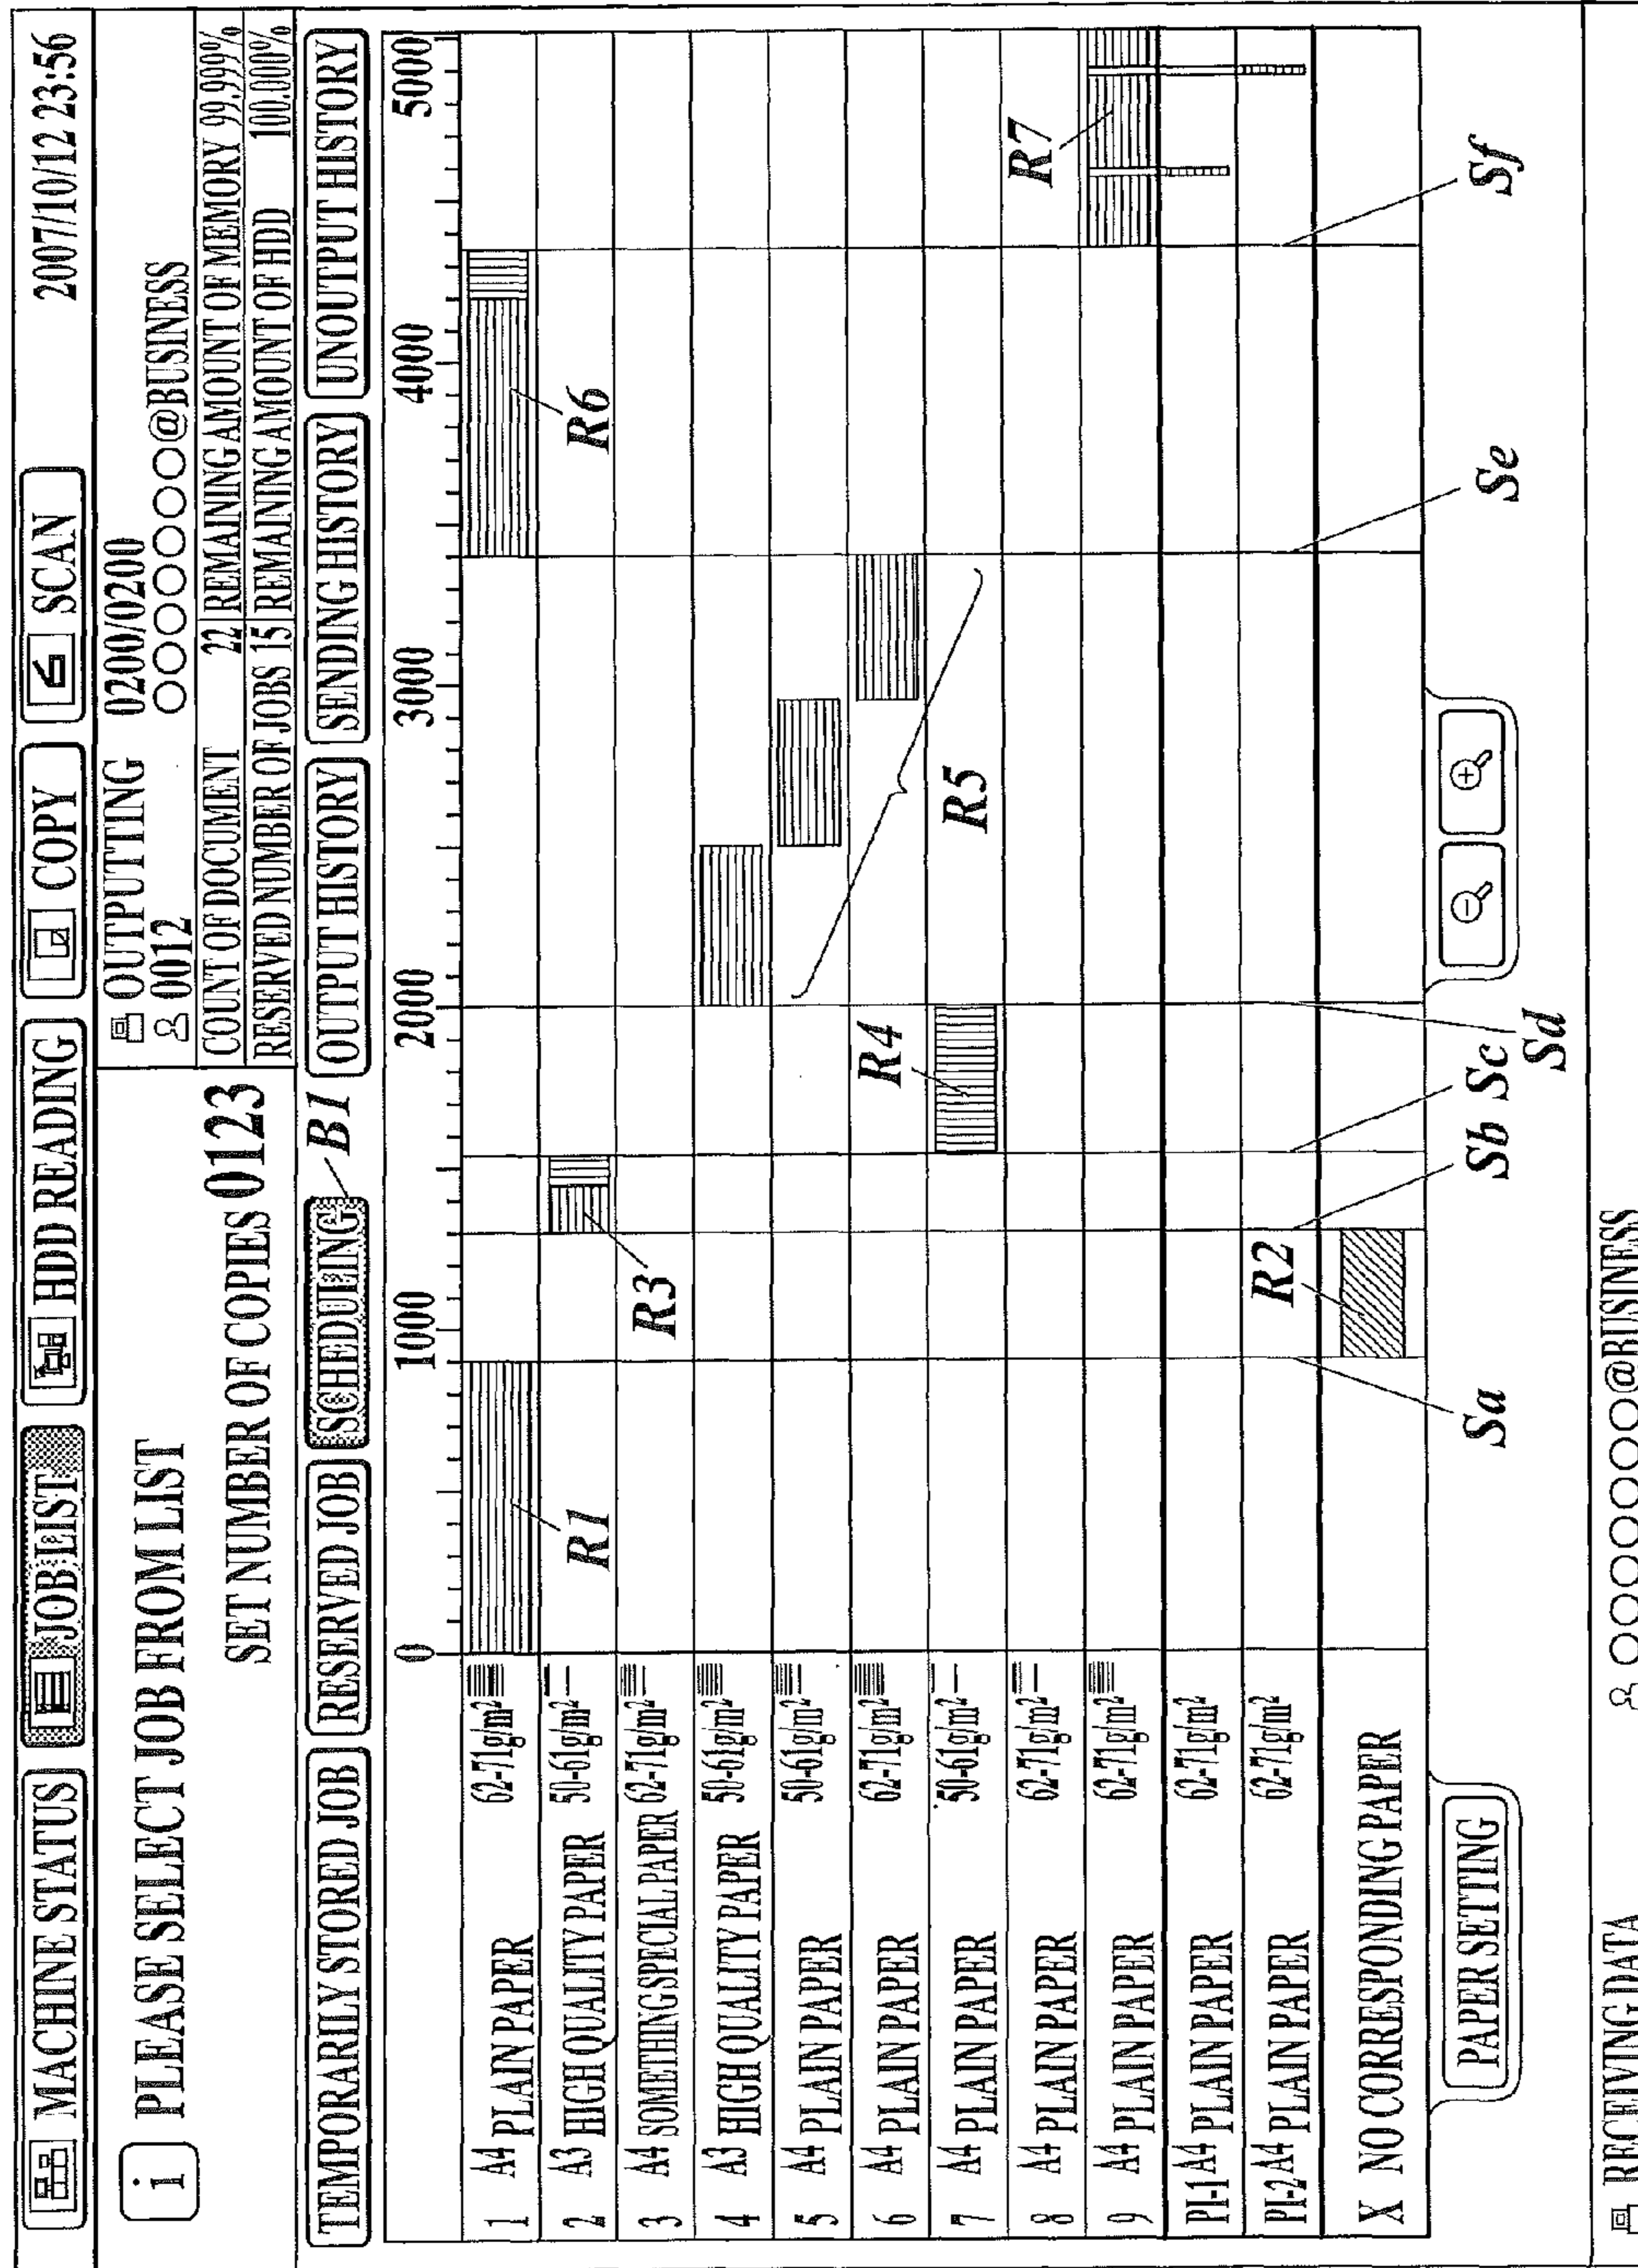 MACHINE STATUS JOB LIST HDD READING COPY SCAN 2007/10/12 23:56
i PLEASE SELECT JOB FROM LIST
SET NUMBER OF COPIES 0123
OUTPUTTING 0200/0200
0012 ○○○○○○○○@BUSINESS
COUNT OF DOCUMENT 22 REMAINING AMOUNT OF MEMORY 99.999%
RESERVED NUMBER OF JOBS 15 REMAINING AMOUNT OF HDD 100.000%
TEMPORARILY STORED JOB RESERVED JOB SCHEDULING B1 OUTPUT HISTORY SENDING HISTORY UNOUTPUT HISTORY
0 1000 2000 3000 4000 5000
1 A4 PLAIN PAPER 62-71g/m²
R1 R6
2 A3 HIGH QUALITY PAPER 50-61g/m²
3 A4 SOMETHING SPECIAL PAPER 62-71g/m²
R3
4 A3 HIGH QUALITY PAPER 50-61g/m²
5 A4 PLAIN PAPER 50-61g/m²
6 A4 PLAIN PAPER 62-71g/m²
R4
7 A4 PLAIN PAPER 50-61g/m²
R5
8 A4 PLAIN PAPER 62-71g/m²
R7
9 A4 PLAIN PAPER 62-71g/m²
PI-1 A4 PLAIN PAPER 62-71g/m²
PI-2 A4 PLAIN PAPER 62-71g/m²
R2
X NO CORRESPONDING PAPER
PAPER SETTING
Sa Sb Sc Sd Se Sf
RECEIVING DATA ○○○○○○○○@BUSINESS